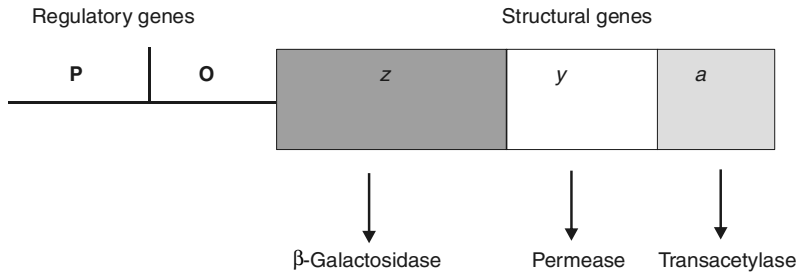 Regulatory genes Structural genes
P O z y a
β-Galactosidase Permease Transacetylase